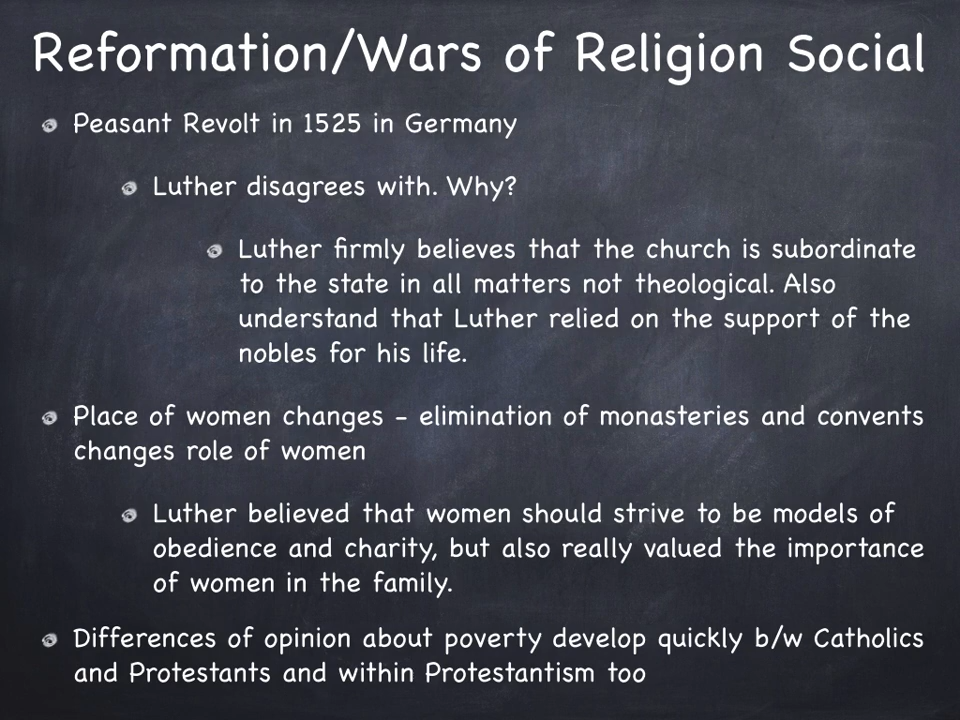 Reformation/Wars of Religion Social
Peasant Revolt in 1525 in Germany
Luther disagrees with. Why?
Luther firmly believes that the church is subordinate
to the state in all matters not theological. Also
understand that Luther relied on the support of the
nobles for his life.
Place of women changes - elimination of monasteries and convents
changes role of women
Luther believed that women should strive to be models of
obedience and charity, but also really valued the importance
of women in the family.
Differences of opinion about poverty develop quickly b/w Catholics
and Protestants and within Protestantism too